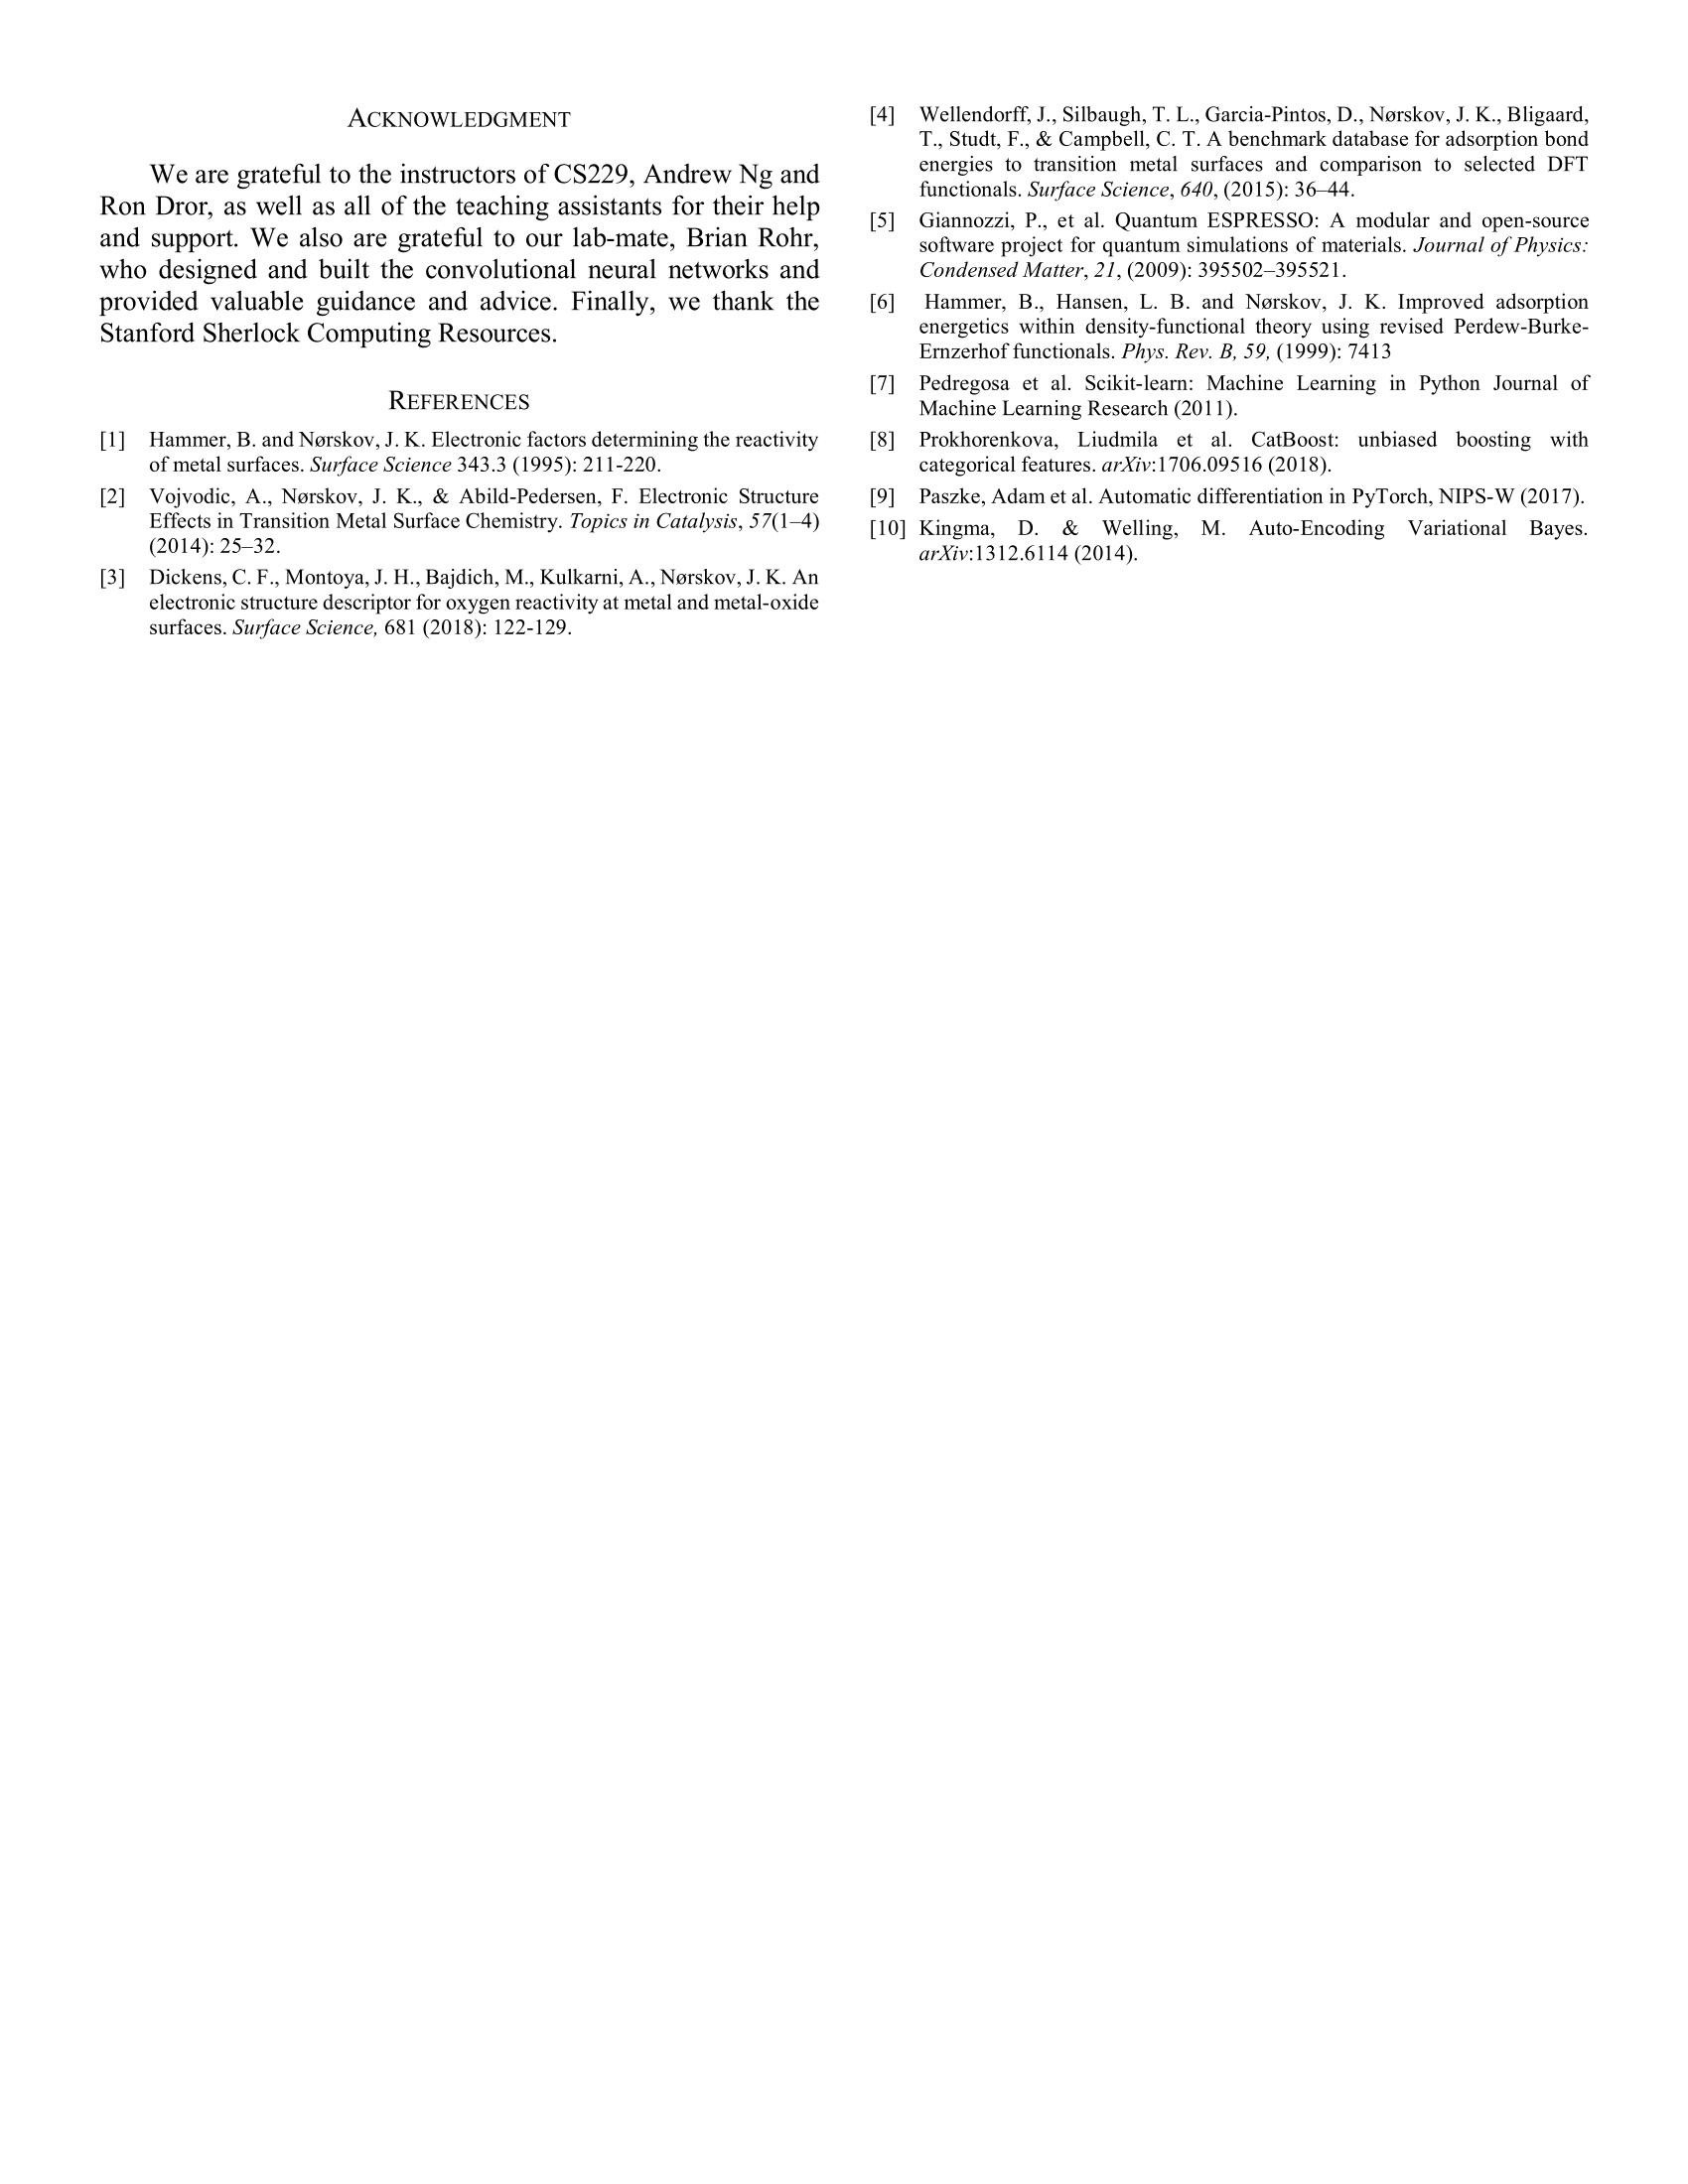 ACKNOWLEDGMENT
We are grateful to the instructors of CS229, Andrew Ng and
Ron Dror, as well as all of the teaching assistants for their help
and support. We also are grateful to our lab-mate, Brian Rohr,
who designed and built the convolutional neural networks and
provided valuable guidance and advice. Finally, we thank the
Stanford Sherlock Computing Resources.
REFERENCES
[1] Hammer, B. and Nørskov, J. K. Electronic factors determining the reactivity
of metal surfaces. Surface Science 343.3 (1995): 211-220.
[2] Vojvodic, A., Nørskov, J. K., & Abild-Pedersen, F. Electronic Structure
Effects in Transition Metal Surface Chemistry. Topics in Catalysis, 57(1–4)
(2014): 25–32.
[3] Dickens, C. F., Montoya, J. H., Bajdich, M., Kulkarni, A., Nørskov, J. K. An
electronic structure descriptor for oxygen reactivity at metal and metal-oxide
surfaces. Surface Science, 681 (2018): 122-129.
[4] Wellendorff, J., Silbaugh, T. L., Garcia-Pintos, D., Nørskov, J. K., Bligaard,
T., Studt, F., & Campbell, C. T. A benchmark database for adsorption bond
energies to transition metal surfaces and comparison to selected DFT
functionals. Surface Science, 640, (2015): 36–44.
[5] Giannozzi, P., et al. Quantum ESPRESSO: A modular and open-source
software project for quantum simulations of materials. Journal of Physics:
Condensed Matter, 21, (2009): 395502–395521.
[6] Hammer, B., Hansen, L. B. and Nørskov, J. K. Improved adsorption
energetics within density-functional theory using revised Perdew-Burke-
Ernzerhof functionals. Phys. Rev. B, 59, (1999): 7413
[7] Pedregosa et al. Scikit-learn: Machine Learning in Python Journal of
Machine Learning Research (2011).
[8] Prokhorenkova, Liudmila et al. CatBoost: unbiased boosting with
categorical features. arXiv:1706.09516 (2018).
[9] Paszke, Adam et al. Automatic differentiation in PyTorch, NIPS-W (2017).
[10] Kingma, D. & Welling, M. Auto-Encoding Variational Bayes.
arXiv:1312.6114 (2014).